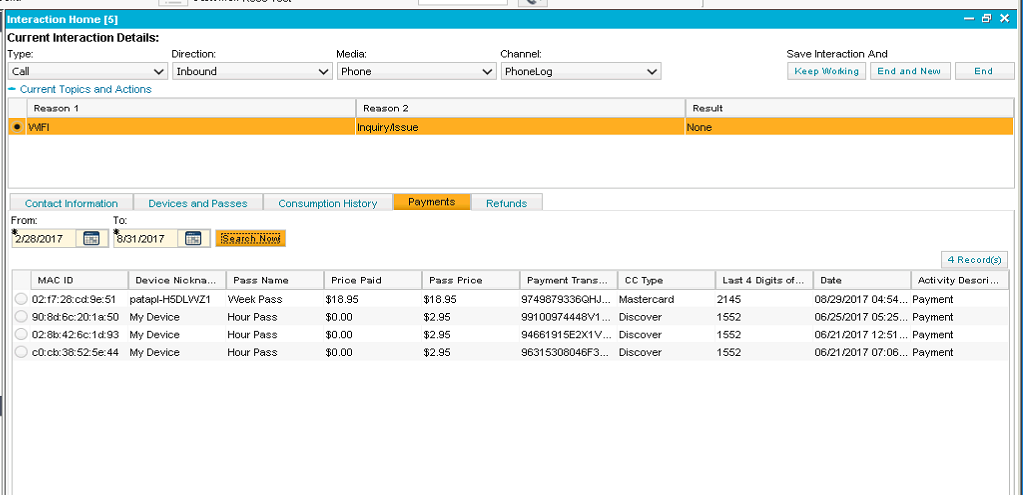 Interaction Home [5]
Current Interaction Details:
Type: Direction: Media: Channel: Save Interaction And
Call Inbound Phone PhoneLog Keep Working End and New End
Current Topics and Actions
Reason 1 Reason 2 Result
WIFI Inquiry/Issue None
Contact Information Devices and Passes Consumption History Payments Refunds
From: To:
*2/28/2017 *8/31/2017 Search Now
4 Record(s)
MAC ID Device Nickna... Pass Name Price Paid Pass Price Payment Trans... CC Type Last 4 Digits of... Date Activity Descri...
02:f7:28:cd:9e:51 patapl-H5DLWZ1 Week Pass $18.95 $18.95 9749879336QHJ... Mastercard 2145 08/29/2017 04:54... Payment
90:8d:6c:20:1a:50 My Device Hour Pass $0.00 $2.95 99100974448V1... Discover 1552 06/25/2017 05:25... Payment
02:8b:42:6c:1d:93 My Device Hour Pass $0.00 $2.95 94661915E2X1V... Discover 1552 06/21/2017 12:51... Payment
c0:cb:38:52:5e:44 My Device Hour Pass $0.00 $2.95 96315308046F3... Discover 1552 06/21/2017 07:06... Payment